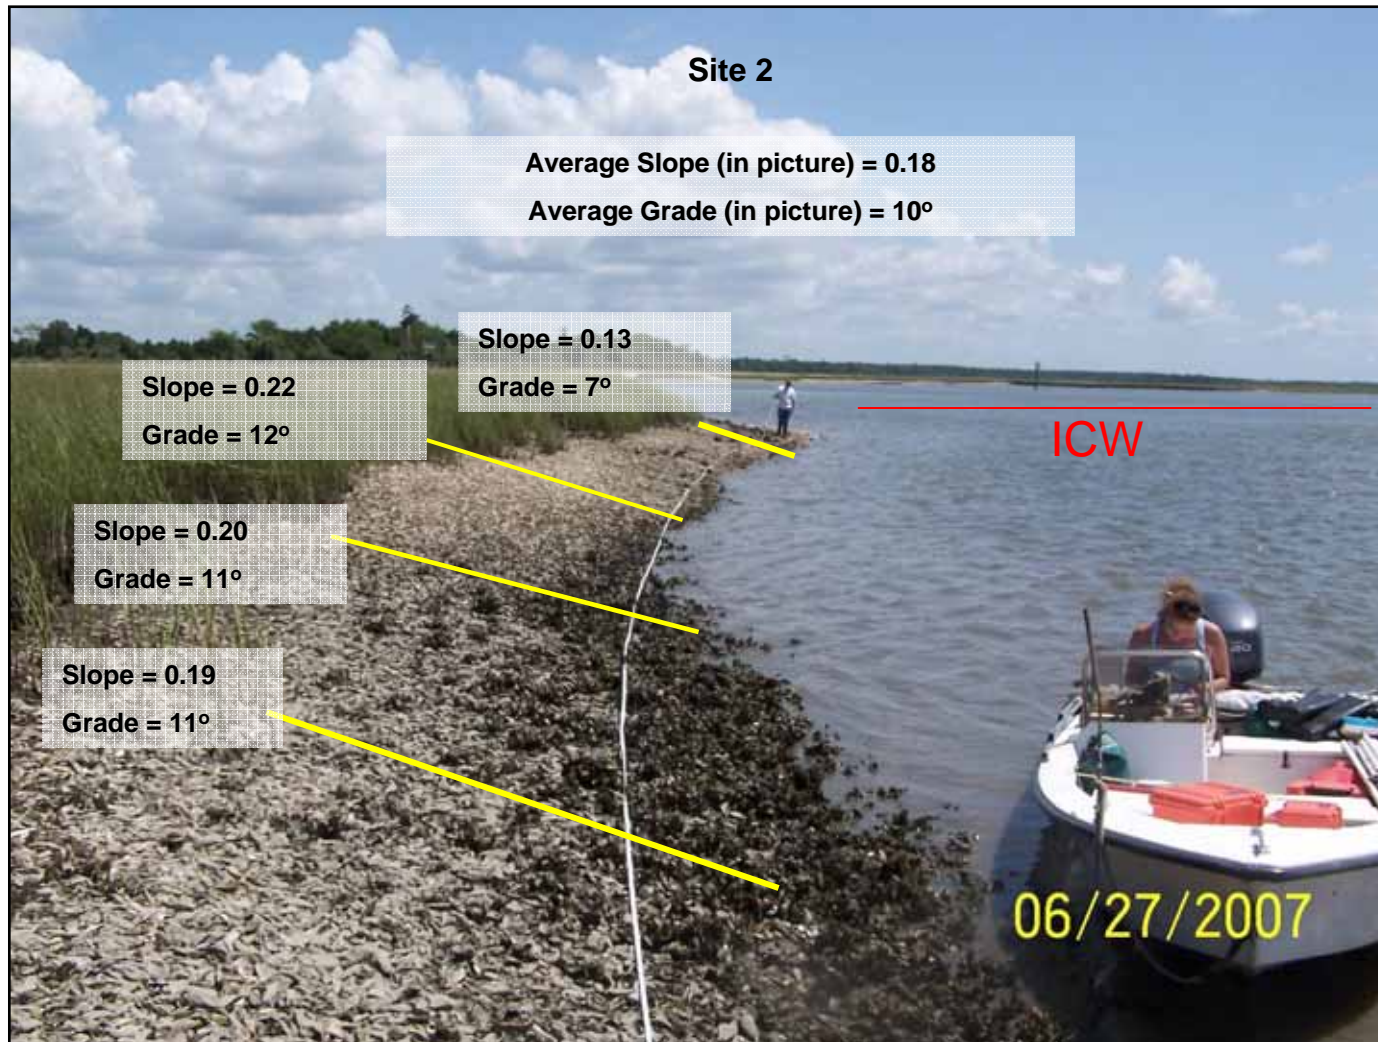 Site 2
Average Slope (in picture) = 0.18
Average Grade (in picture) = 10º
Slope = 0.13
Grade = 7º
Slope = 0.22
Grade = 12º
ICW
Slope = 0.20
Grade = 11º
Slope = 0.19
Grade = 11º
06/27/2007